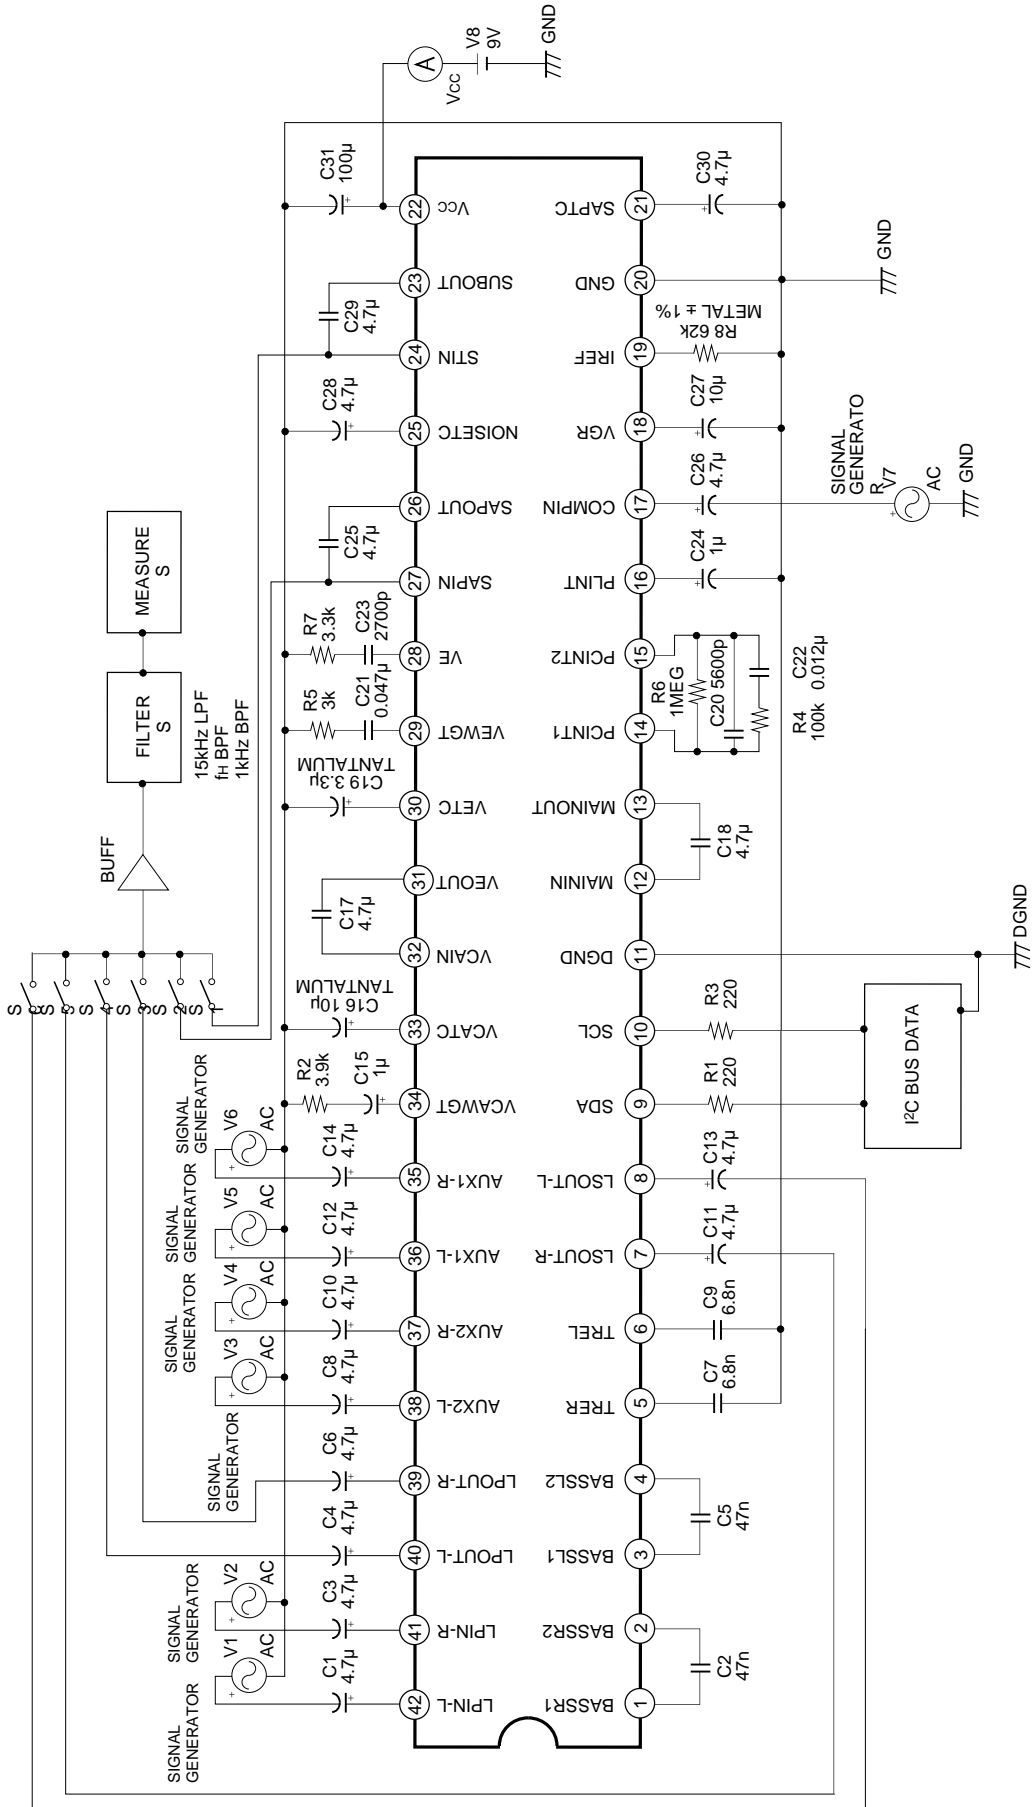 GND
V8
9V
A
Vcc
MEASURE
S
FILTER
S
15kHz LPF
fH BPF
1kHz BPF
BUFF
S
6
S
5
S
4
S
3
S
2
S
1
SIGNAL
GENERATOR
V1
AC
SIGNAL
GENERATOR
V2
AC
SIGNAL
GENERATOR
V3
AC
SIGNAL
GENERATOR
V4
AC
SIGNAL
GENERATOR
V5
AC
SIGNAL
GENERATOR
V6
AC
C1
4.7µ
C3
4.7µ
C4
4.7µ
C6
4.7µ
C8
4.7µ
C10
4.7µ
C12
4.7µ
C14
4.7µ
R2
3.9k
C15
1µ
C16 10µ
TANTALUM
C17
4.7µ
C19 3.3µ
TANTALUM
R5
3k
C21
0.047µ
R7
3.3k
C23
2700p
C25
4.7µ
C28
4.7µ
C29
4.7µ
C31
100µ
42 LPIN-L
41 LPIN-R
40 LPOUT-L
39 LPOUT-R
38 AUX2-L
37 AUX2-R
36 AUX1-L
35 AUX1-R
34 VCAWGT
33 VCATC
32 VCAIN
31 VEOUT
30 VETC
29 VEWGT
28 VE
27 SAPIN
26 SAPOUT
25 NOISETC
24 STIN
23 SUBOUT
22 Vcc
1 BASSR1
2 BASSR2
3 BASSL1
4 BASSL2
5 TRER
6 TREL
7 LSOUT-R
8 LSOUT-L
9 SDA
10 SCL
11 DGND
12 MAININ
13 MAINOUT
14 PCINT1
15 PCINT2
16 PLINT
17 COMPIN
18 VGR
19 IREF
20 GND
21 SAPTC
C2
47n
C5
47n
C7
6.8n
C9
6.8n
C11
4.7µ
C13
4.7µ
R1
220
R3
220
C18
4.7µ
R6
1MEG
C20 5600p
R4
100k
C22
0.012µ
C24
1µ
C26
4.7µ
C27
10µ
R8 62k
METAL ± 1%
C30
4.7µ
I²C BUS DATA
DGND
SIGNAL
GENERATO
R
V7
AC
GND
GND